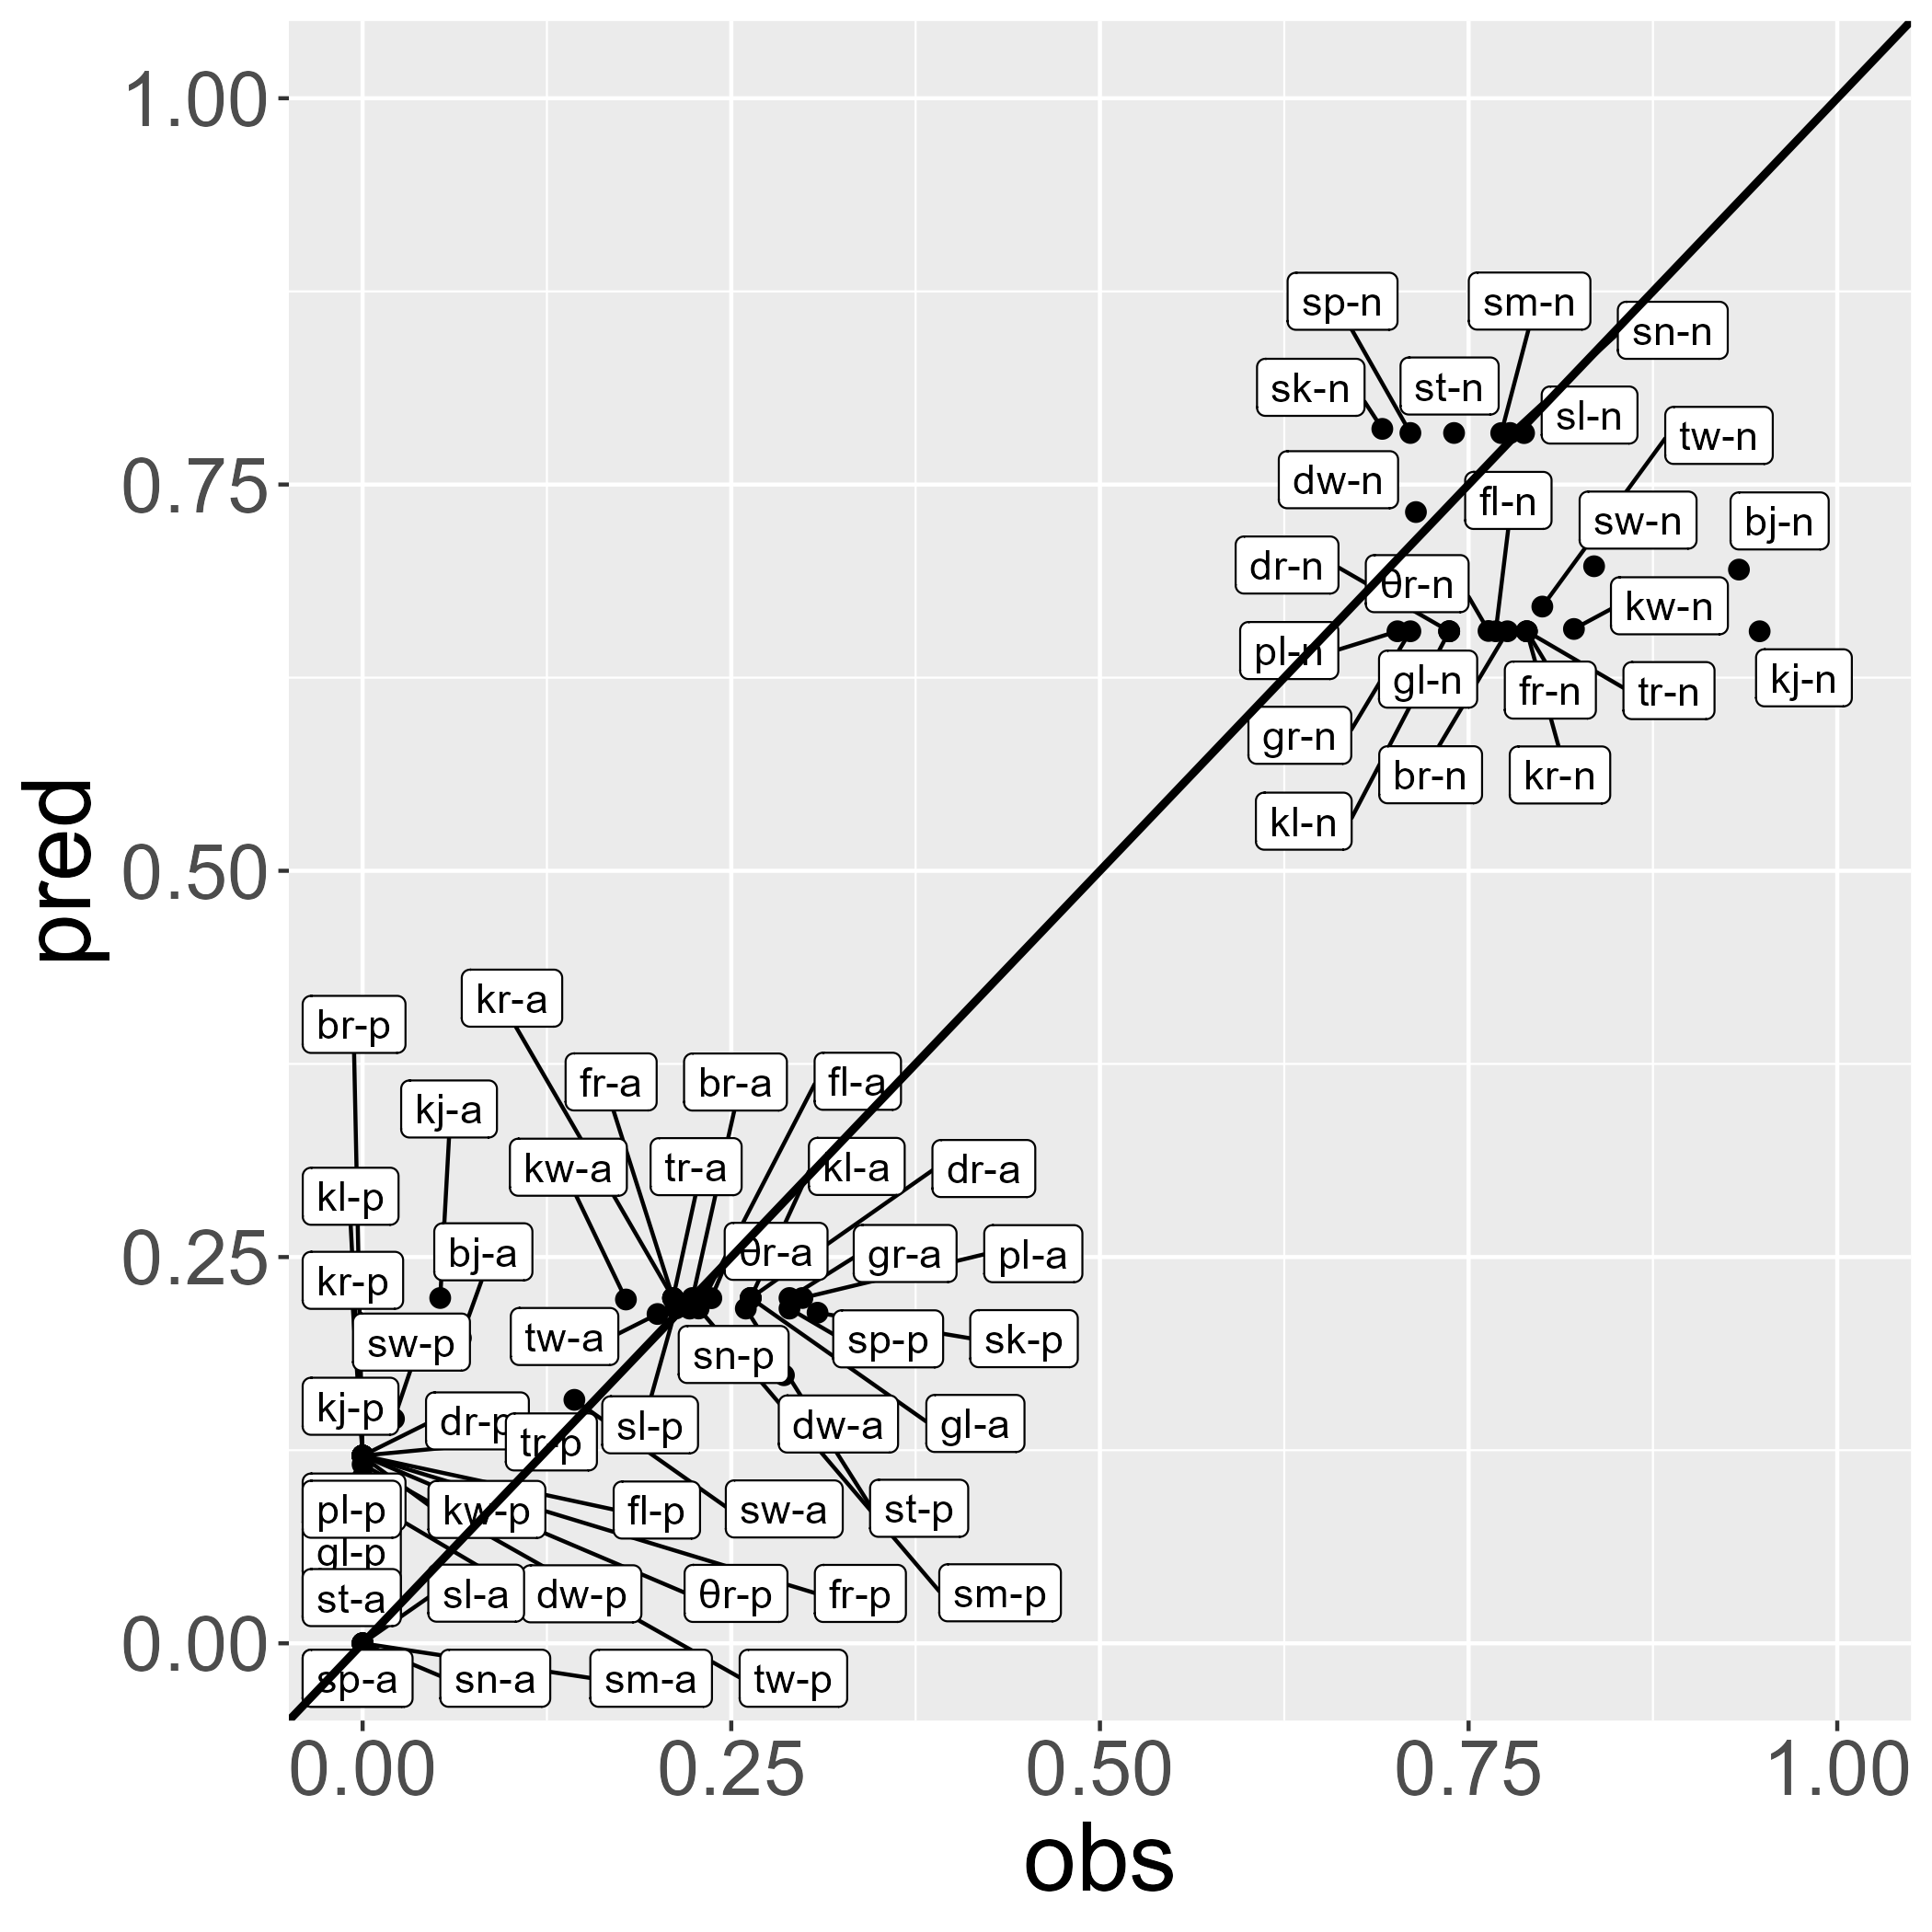 1.00
0.75
0.50
0.25
0.00
pred
sp-n
sm-n
sn-n
sk-n
st-n
sl-n
tw-n
dw-n
fl-n
sw-n
bj-n
dr-n
θr-n
kw-n
pl-n
gl-n
fr-n
tr-n
kj-n
gr-n
br-n
kr-n
kl-n
kr-a
br-p
fr-a
br-a
fl-a
kj-a
kw-a
tr-a
kl-a
dr-a
kl-p
bj-a
θr-a
gr-a
pl-a
kr-p
sw-p
tw-a
sn-p
sp-p
sk-p
kj-p
dr-p
tr-p
sl-p
dw-a
gl-a
pl-p
kw-p
fl-p
sw-a
st-p
gl-p
st-a
sl-a
dw-p
θr-p
fr-p
sm-p
sp-a
sn-a
sm-a
tw-p
0.00
0.25
0.50
0.75
1.00
obs